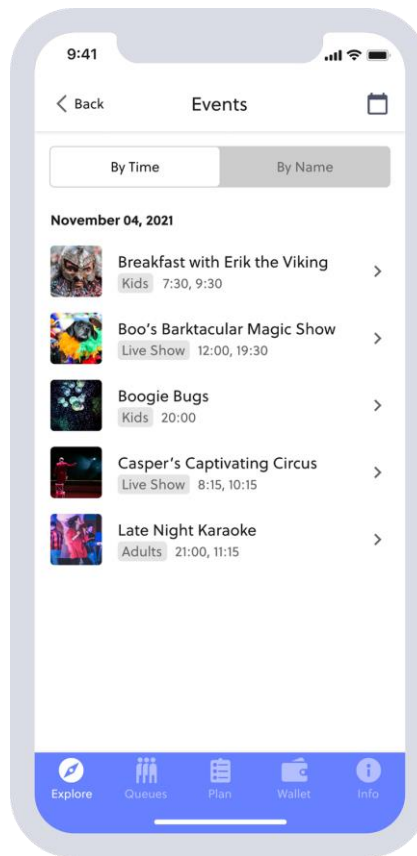 9:41
Back
Events
By Time
By Name
November 04, 2021
Breakfast with Erik the Viking
Kids 7:30, 9:30
Boo's Barktacular Magic Show
Live Show 12:00, 19:30
Boogie Bugs
Kids 20:00
Casper's Captivating Circus
Live Show 8:15, 10:15
Late Night Karaoke
Adults 21:00, 11:15
Explore
Queues
Plan
Wallet
Info